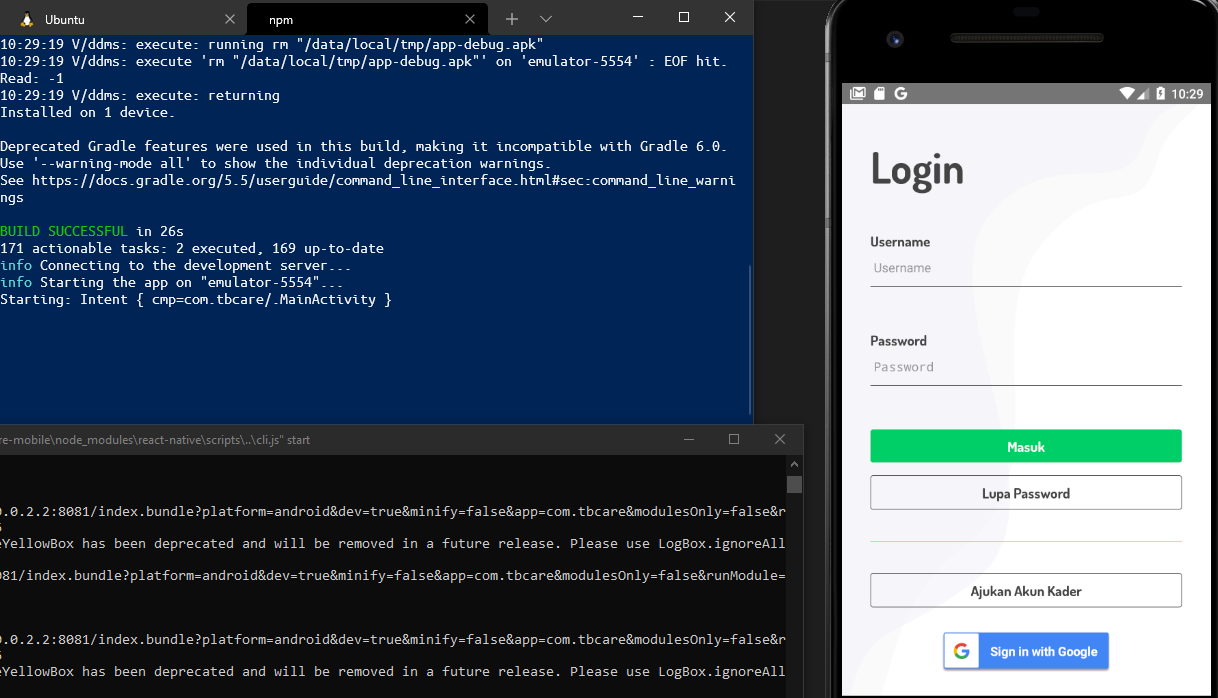 Ubuntu
npm
10:29:19 V/ddms: execute: running rm "/data/local/tmp/app-debug.apk"
10:29:19 V/ddms: execute 'rm "/data/local/tmp/app-debug.apk"' on 'emulator-5554' : EOF hit.
Read: -1
10:29:19 V/ddms: execute: returning
Installed on 1 device.
Deprecated Gradle features were used in this build, making it incompatible with Gradle 6.0.
Use '--warning-mode all' to show the individual deprecation warnings.
See https://docs.gradle.org/5.5/userguide/command_line_interface.html#sec:command_line_warni
ngs
BUILD SUCCESSFUL in 26s
171 actionable tasks: 2 executed, 169 up-to-date
info Connecting to the development server...
info Starting the app on "emulator-5554"...
Starting: Intent { cmp=com.tbcare/.MainActivity }
re-mobile\node_modules\react-native\scripts\..\cli.js" start
0.0.2.2:8081/index.bundle?platform=android&dev=true&minify=false&app=com.tbcare&modulesOnly=false&r
eYellowBox has been deprecated and will be removed in a future release. Please use LogBox.ignoreAll
081/index.bundle?platform=android&dev=true&minify=false&app=com.tbcare&modulesOnly=false&runModule=
0.0.2.2:8081/index.bundle?platform=android&dev=true&minify=false&app=com.tbcare&modulesOnly=false&r
eYellowBox has been deprecated and will be removed in a future release. Please use LogBox.ignoreAll
10:29
Login
Username
Username
Password
Password
Masuk
Lupa Password
Ajukan Akun Kader
G Sign in with Google